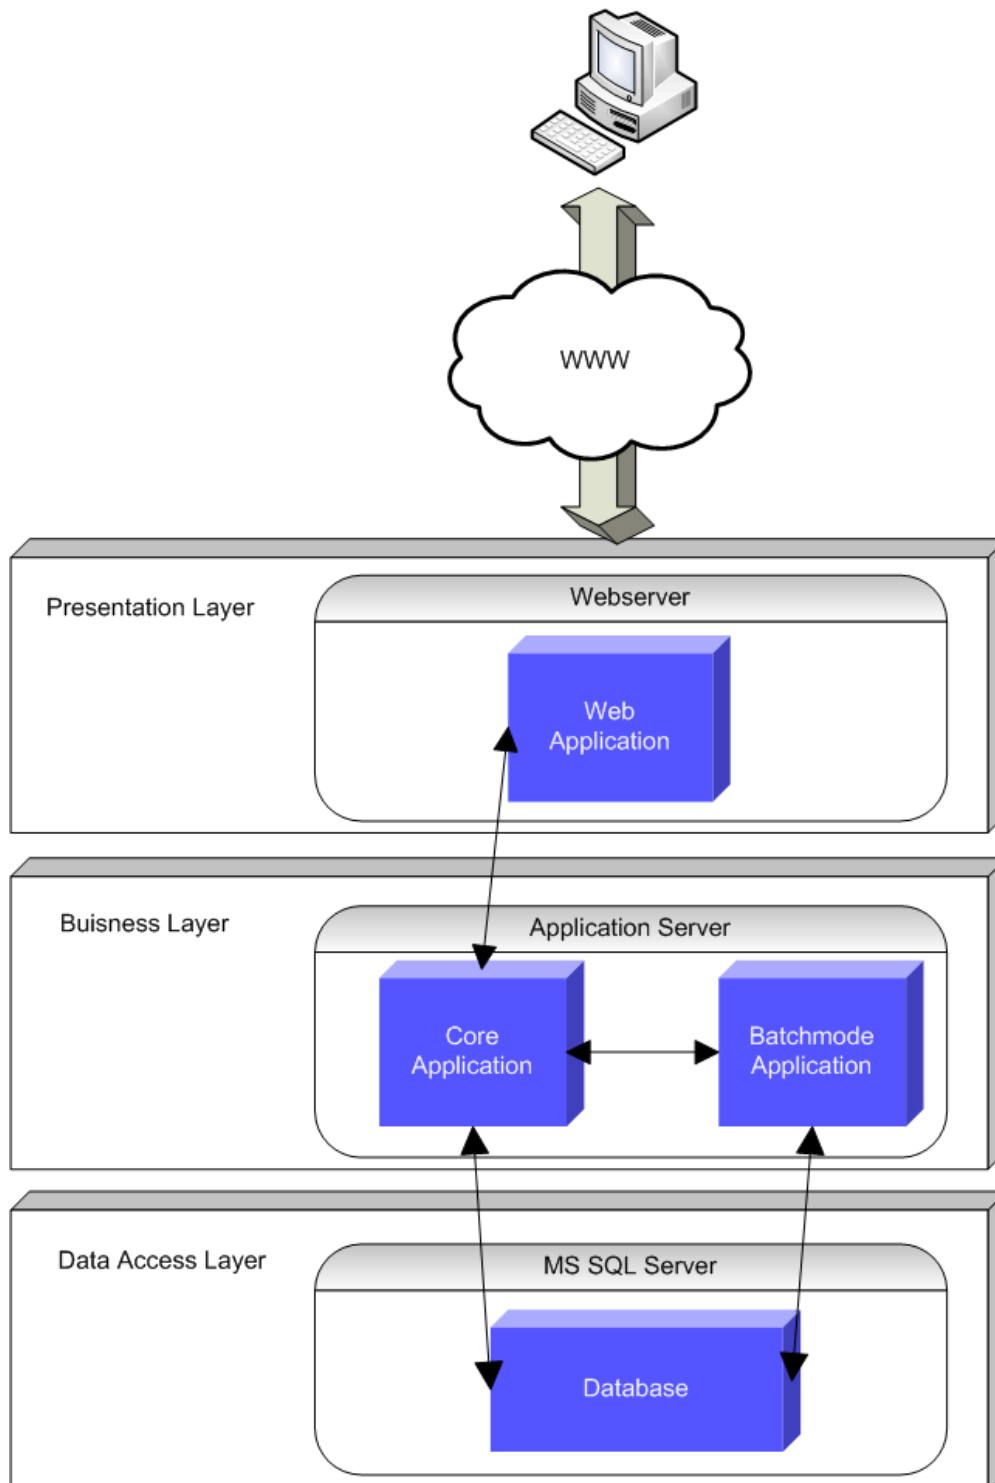 WWW
Presentation Layer
Webserver
Web
Application
Buisness Layer
Application Server
Core
Application
Batchmode
Application
Data Access Layer
MS SQL Server
Database